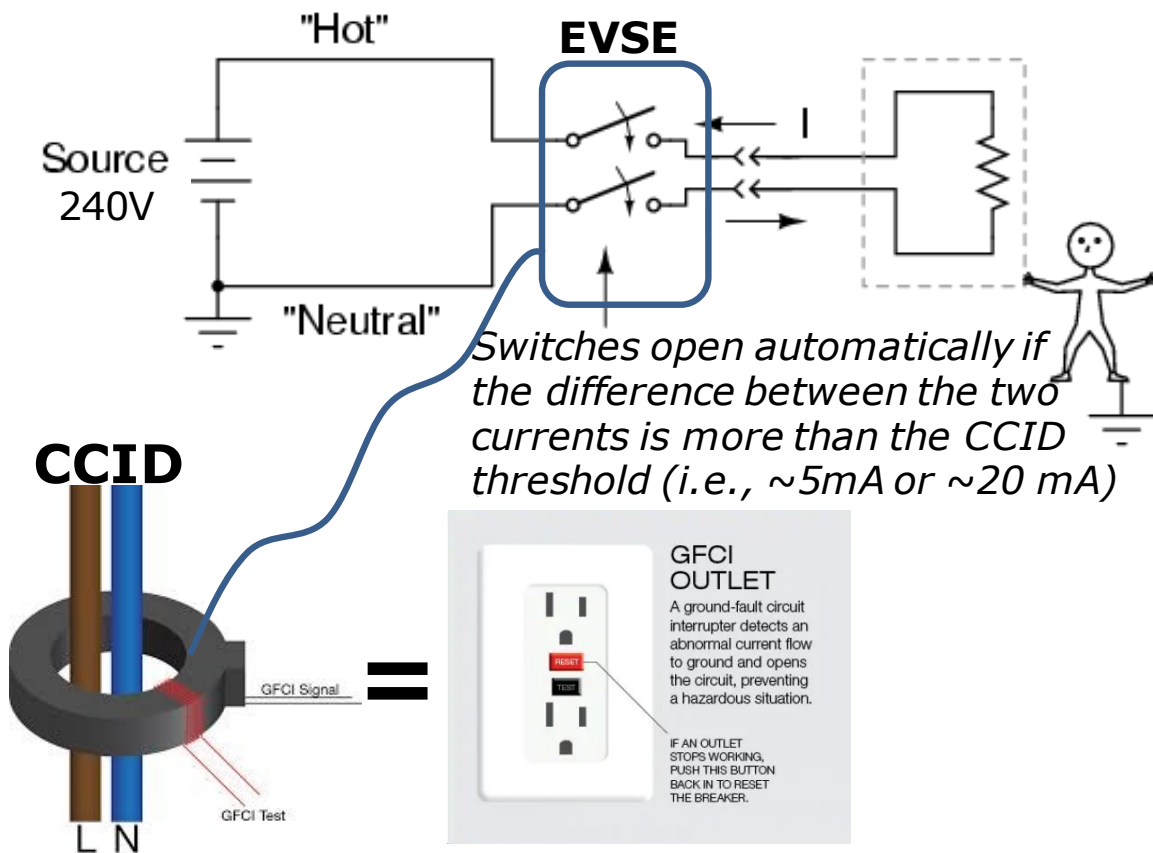 "Hot"
EVSE
I
Source
240V
"Neutral"
Switches open automatically if
the difference between the two
currents is more than the CCID
threshold (i.e., ~5mA or ~20 mA)
CCID
GFCI Signal
GFCI Test
L N
=
GFCI
OUTLET
A ground-fault circuit
interrupter detects an
abnormal current flow
to ground and opens
the circuit, preventing
a hazardous situation.
RESET
TEST
IF AN OUTLET
STOPS WORKING,
PUSH THIS BUTTON
BACK IN TO RESET
THE BREAKER.